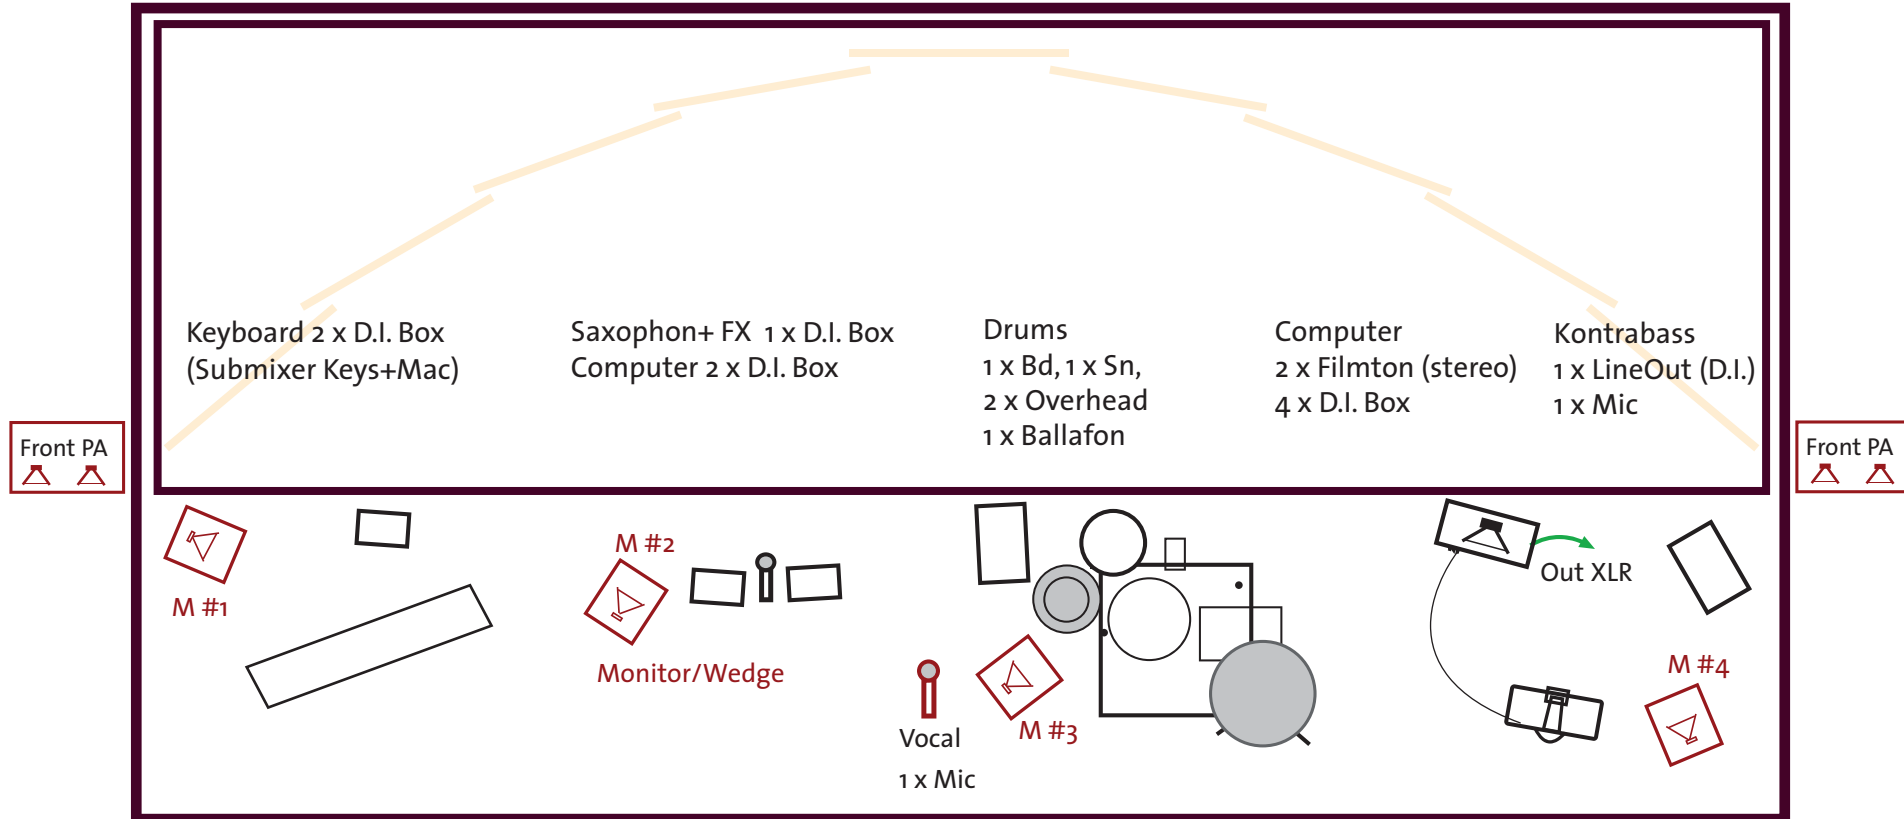 Keyboard 2 x D.I. Box
(Submixer Keys+Mac)
Saxophon+ FX 1 x D.I. Box
Computer 2 x D.I. Box
Drums
1 x Bd, 1 x Sn,
2 x Overhead
1 x Ballafon
Computer
2 x Filmton (stereo)
4 x D.I. Box
Kontrabass
1 x LineOut (D.I.)
1 x Mic
Front PA
Front PA
M #1
M #2
Monitor/Wedge
Vocal
1 x Mic
M #3
Out XLR
M #4